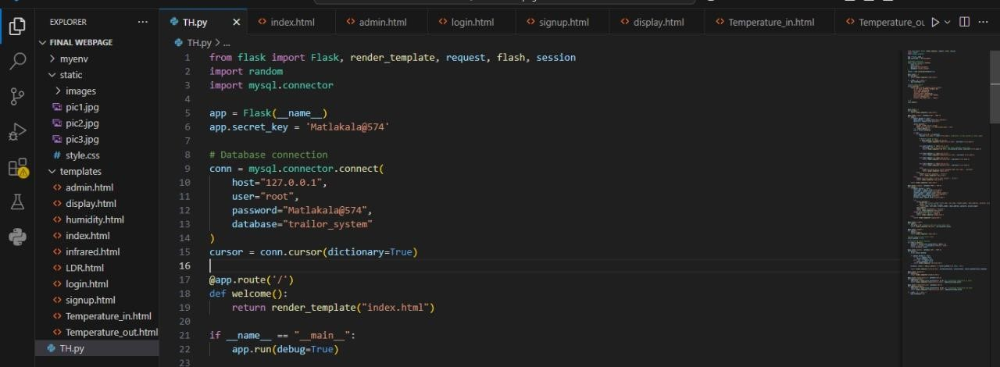 EXPLORER
FINAL WEBPAGE
myenv
static
images
pic1.jpg
pic2.jpg
pic3.jpg
# style.css
templates
<> admin.html
<> display.html
<> humidity.html
<> index.html
<> infrared.html
<> LDR.html
<> login.html
<> signup.html
<> Temperature_in.html
<> Temperature_out.html
TH.py
TH.py
<> index.html
<> admin.html
<> login.html
<> signup.html
<> display.html
<> Temperature_in.html
<> Temperature_ou
TH.py > ...
1 from flask import Flask, render_template, request, flash, session
2 import random
3 import mysql.connector
4
5 app = Flask(__name__)
6 app.secret_key = 'Matlakala@574'
7
8 # Database connection
9 conn = mysql.connector.connect(
10 host="127.0.0.1",
11 user="root",
12 password="Matlakala@574",
13 database="trailor_system"
14 )
15 cursor = conn.cursor(dictionary=True)
16
17 @app.route('/')
18 def welcome():
19 return render_template("index.html")
20
21 if __name__ == "__main__":
22 app.run(debug=True)
23